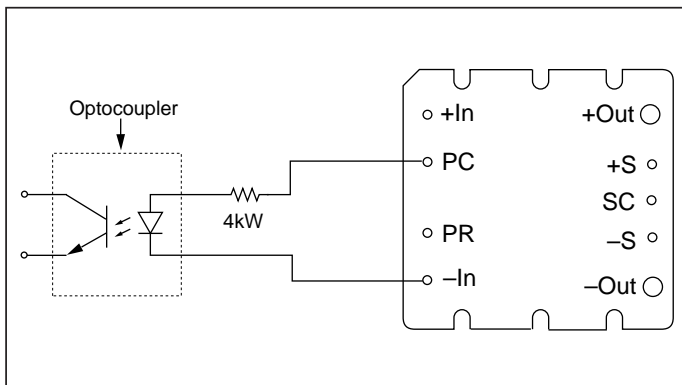 Optocoupler
4kW
+In
PC
PR
–In
+Out
+S
SC
–S
–Out